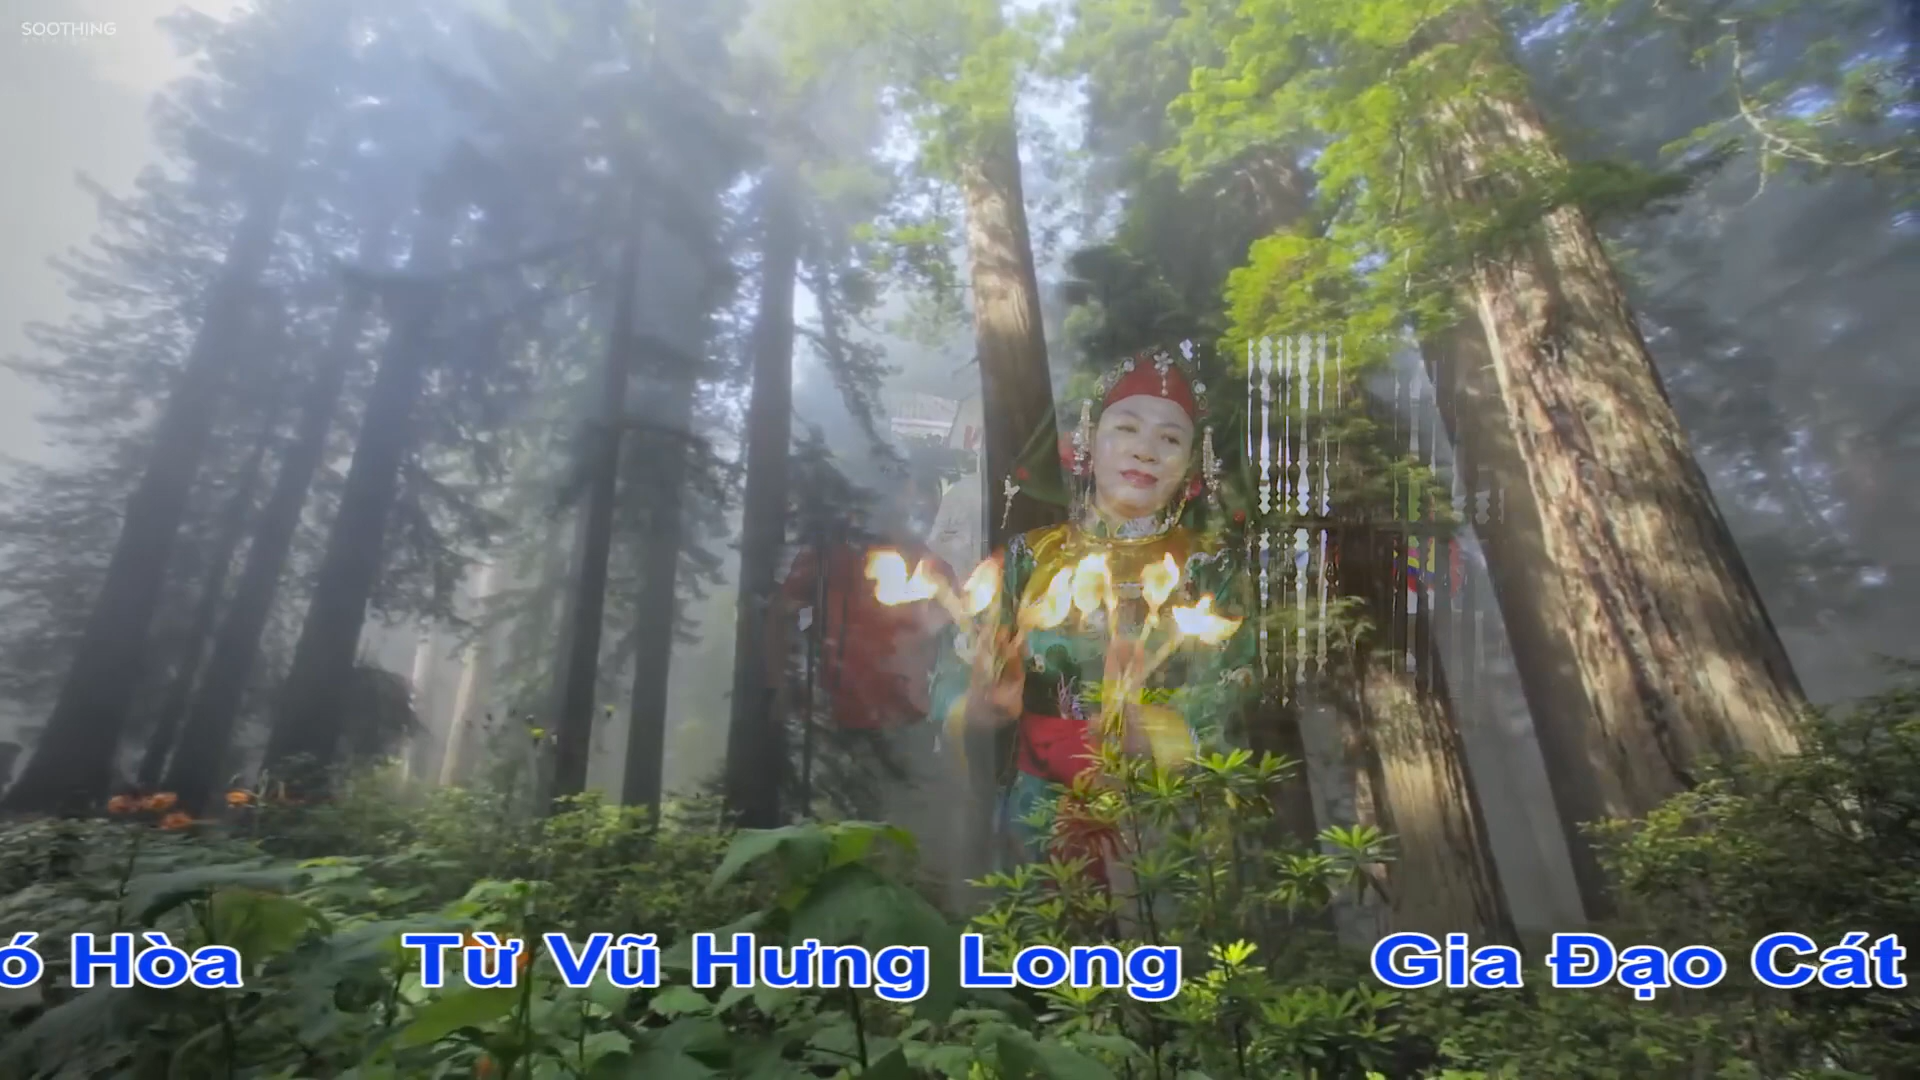 SOOTHING
ó Hòa Từ Vũ Hưng Long Gia Đạo Cát